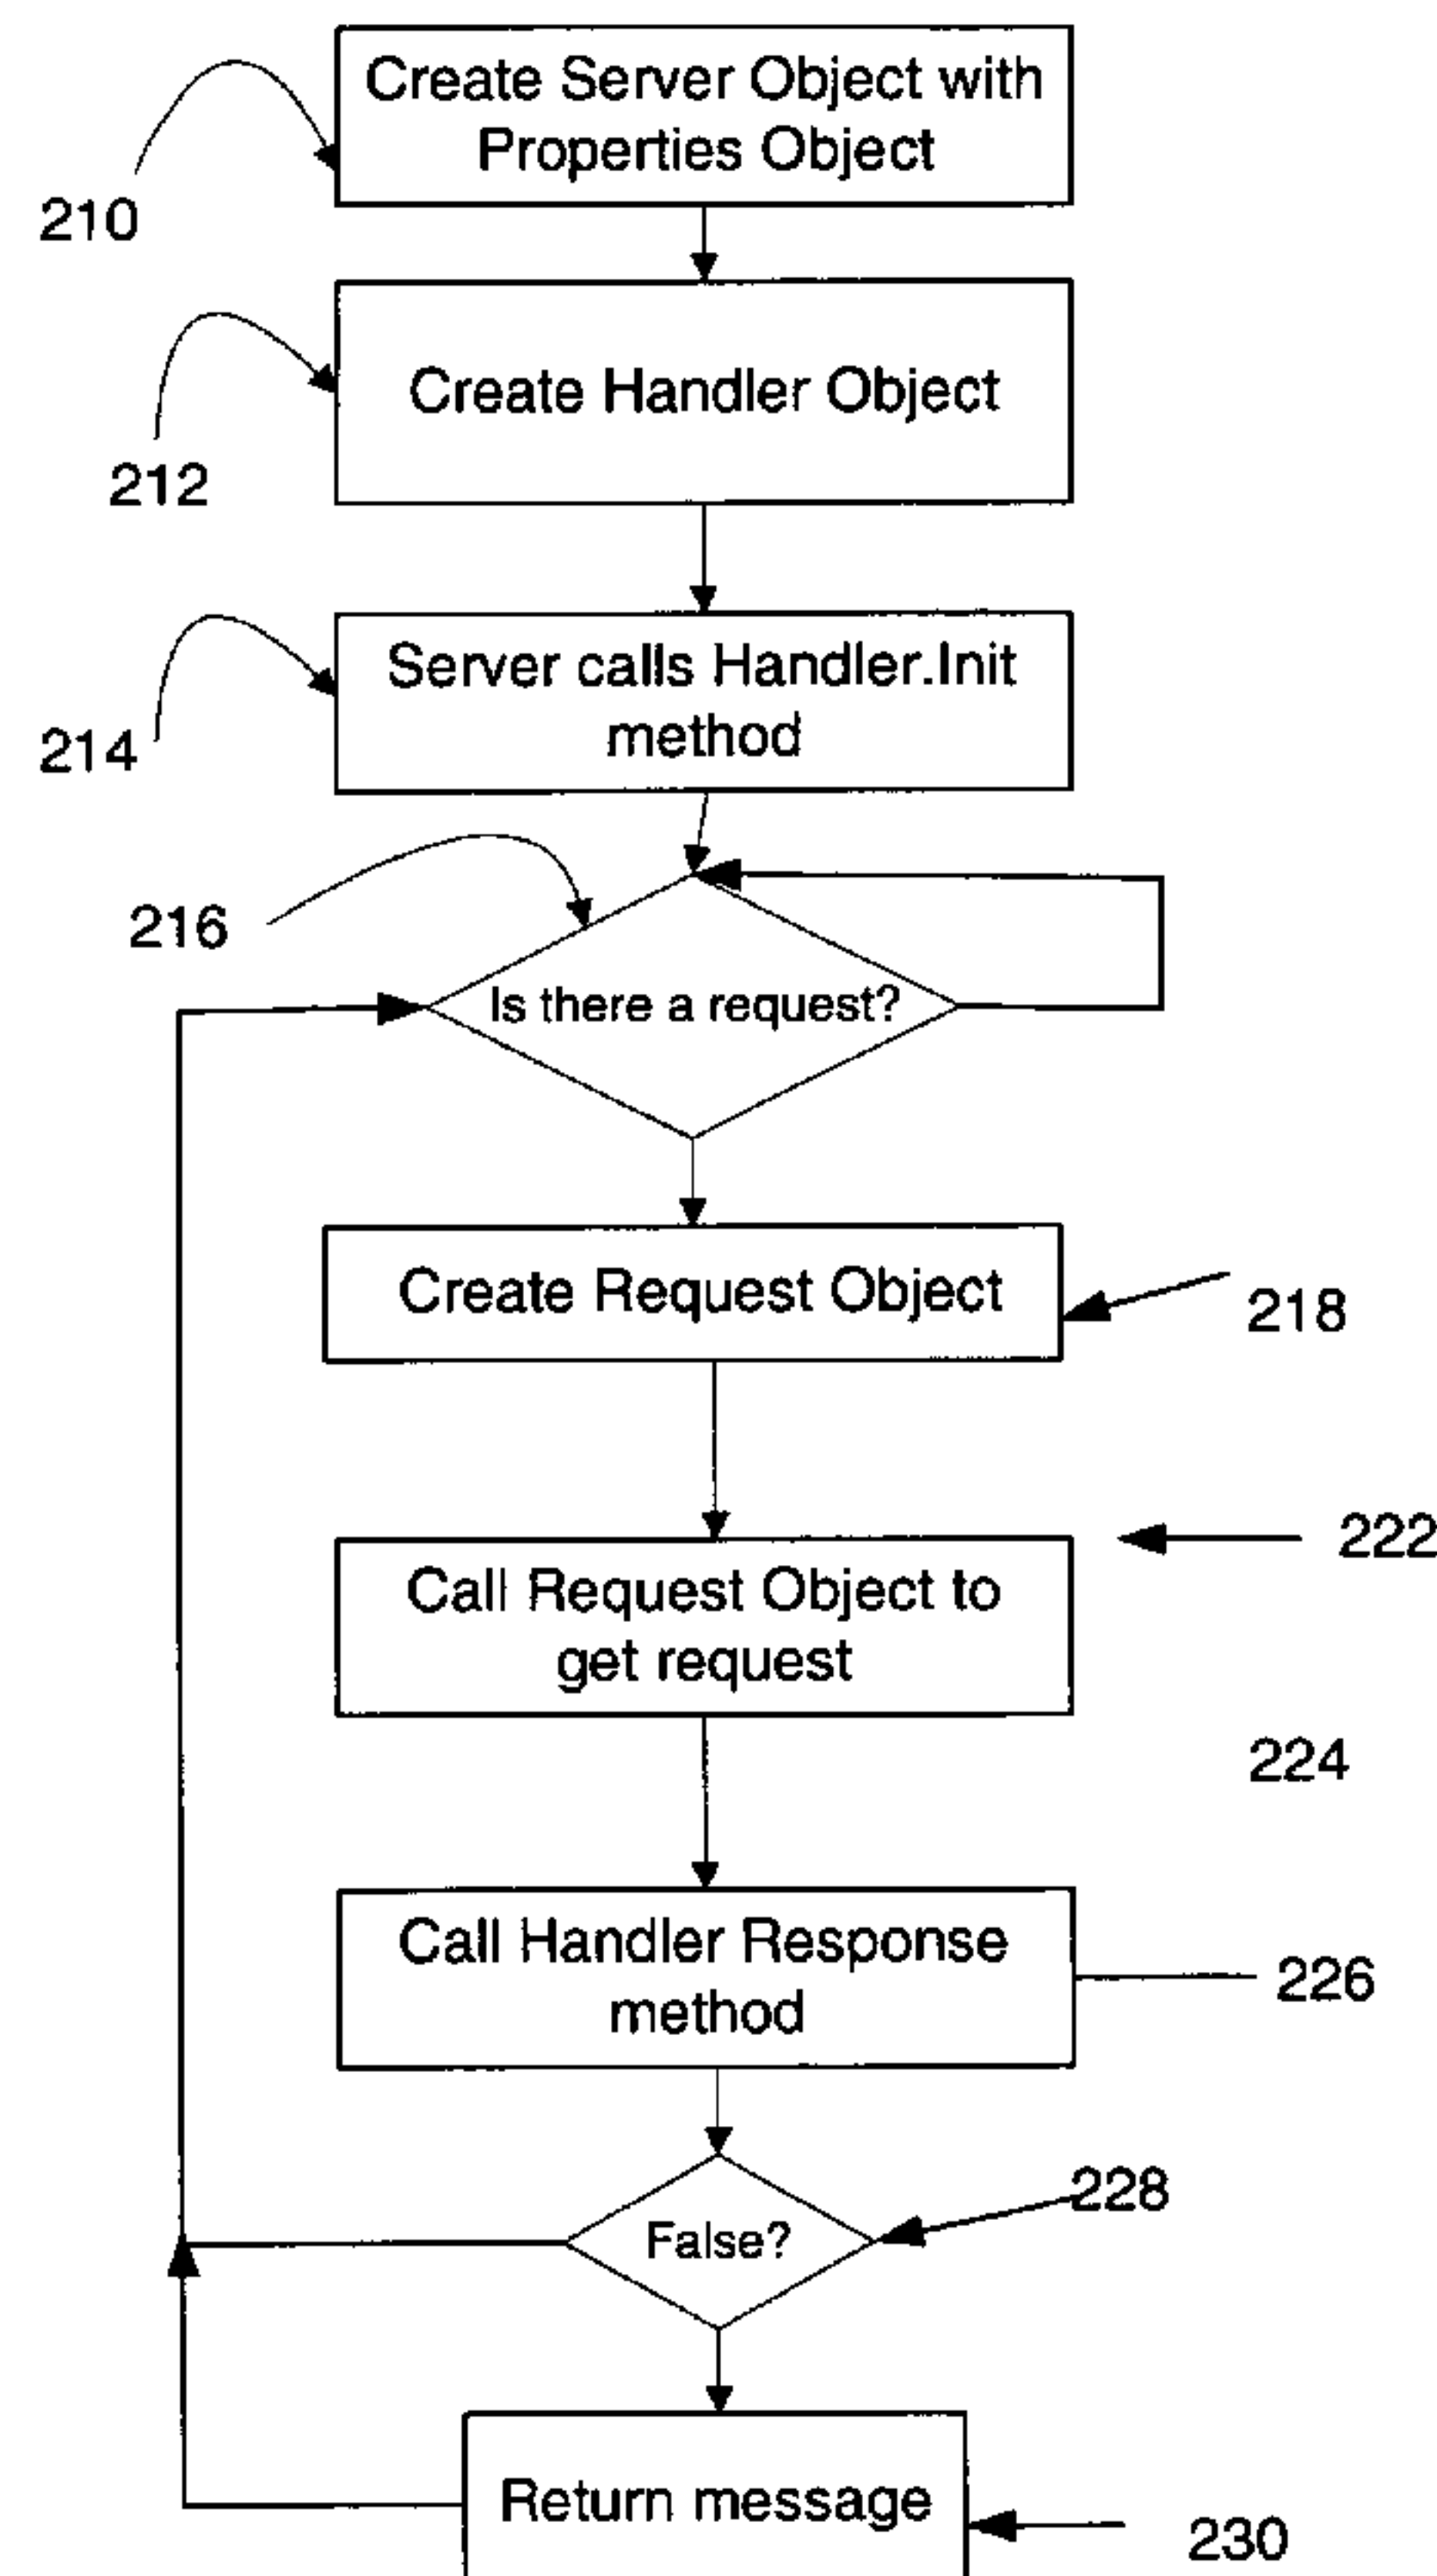 Create Server Object with
Properties Object
210
Create Handler Object
212
Server calls Handler.Init
method
214
216
Is there a request?
Create Request Object
218
222
Call Request Object to
get request
224
Call Handler Response
method
226
228
False?
Return message
230